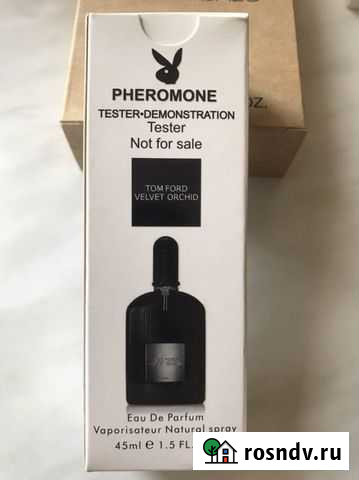 OZ.
PHEROMONE
TESTER•DEMONSTRATION
Tester
Not for sale
TOM FORD
VELVET ORCHID
Eau De Parfum
Vaporisateur Natural spray
45ml e 1.5 FL.
rosndv.ru